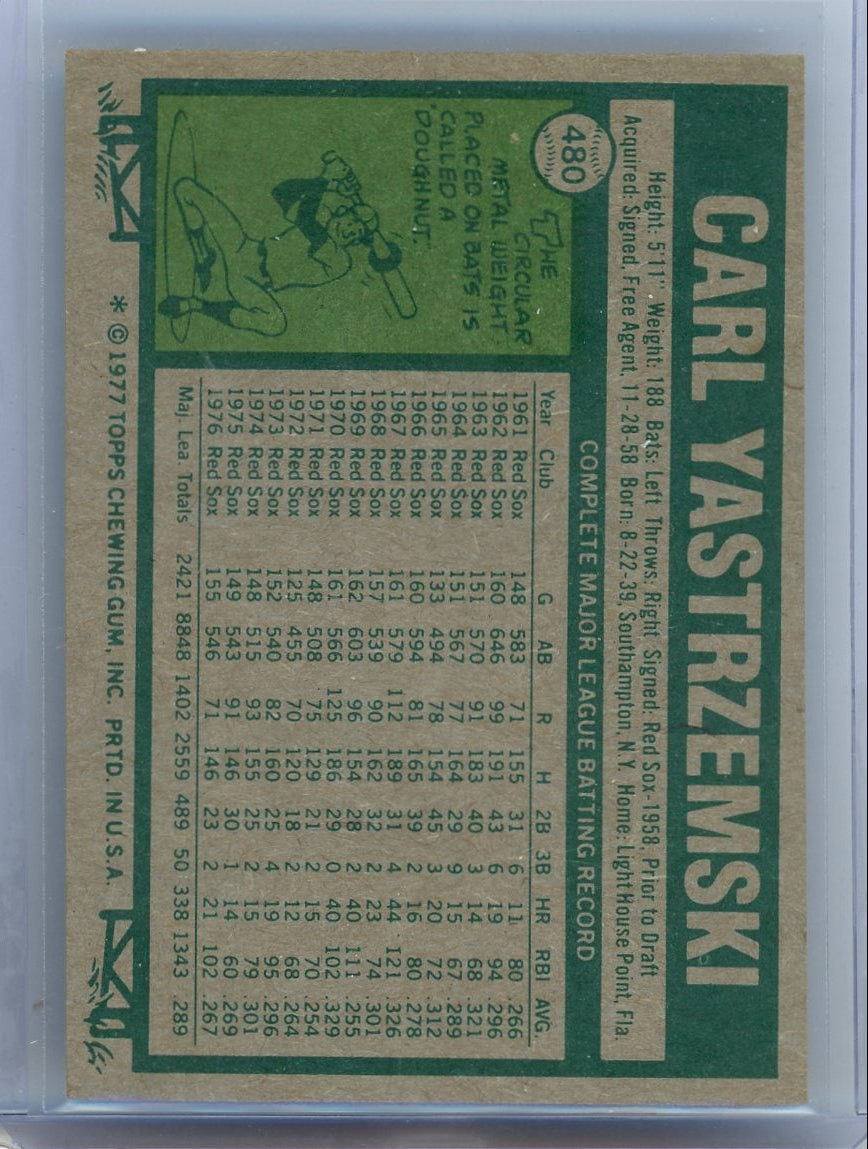 480
CARL YASTRZEMSKI
Height: 5'11" Weight: 188 Bats: Left Throws: Right Signed: Red Sox-1958, Prior to Draft
Acquired: Signed, Free Agent, 11-28-58 Born: 8-22-39, Southampton, N.Y. Home: Light House Point, Fla.
THE
CIRCULAR
METAL WEIGHT
PLACED ON BATS IS
CALLED A
"DOUGHNUT."
COMPLETE MAJOR LEAGUE BATTING RECORD
Year Club G AB R H 2B 3B HR RBI AVG.
1961 Red Sox 148 583 71 155 31 6 11 80 .266
1962 Red Sox 160 646 99 191 43 6 19 94 .296
1963 Red Sox 151 570 91 183 40 3 14 68 .321
1964 Red Sox 151 567 77 164 29 9 15 67 .289
1965 Red Sox 133 494 78 154 45 3 20 72 .312
1966 Red Sox 160 594 81 165 39 2 16 80 .278
1967 Red Sox 161 579 112 189 31 4 44 121 .326
1968 Red Sox 157 539 90 162 32 2 23 74 .301
1969 Red Sox 162 603 96 154 28 2 40 111 .255
1970 Red Sox 161 566 125 186 29 0 40 102 .329
1971 Red Sox 148 508 75 129 21 2 15 70 .254
1972 Red Sox 125 455 70 120 18 2 12 68 .264
1973 Red Sox 152 540 82 160 25 4 19 95 .296
1974 Red Sox 148 515 93 155 25 2 15 79 .301
1975 Red Sox 149 543 91 146 30 1 14 60 .269
1976 Red Sox 155 546 71 146 23 2 21 102 .267
Maj. Lea. Totals 2421 8848 1402 2559 489 50 338 1343 .289
* © 1977 TOPPS CHEWING GUM, INC. PRTD. IN U.S.A.